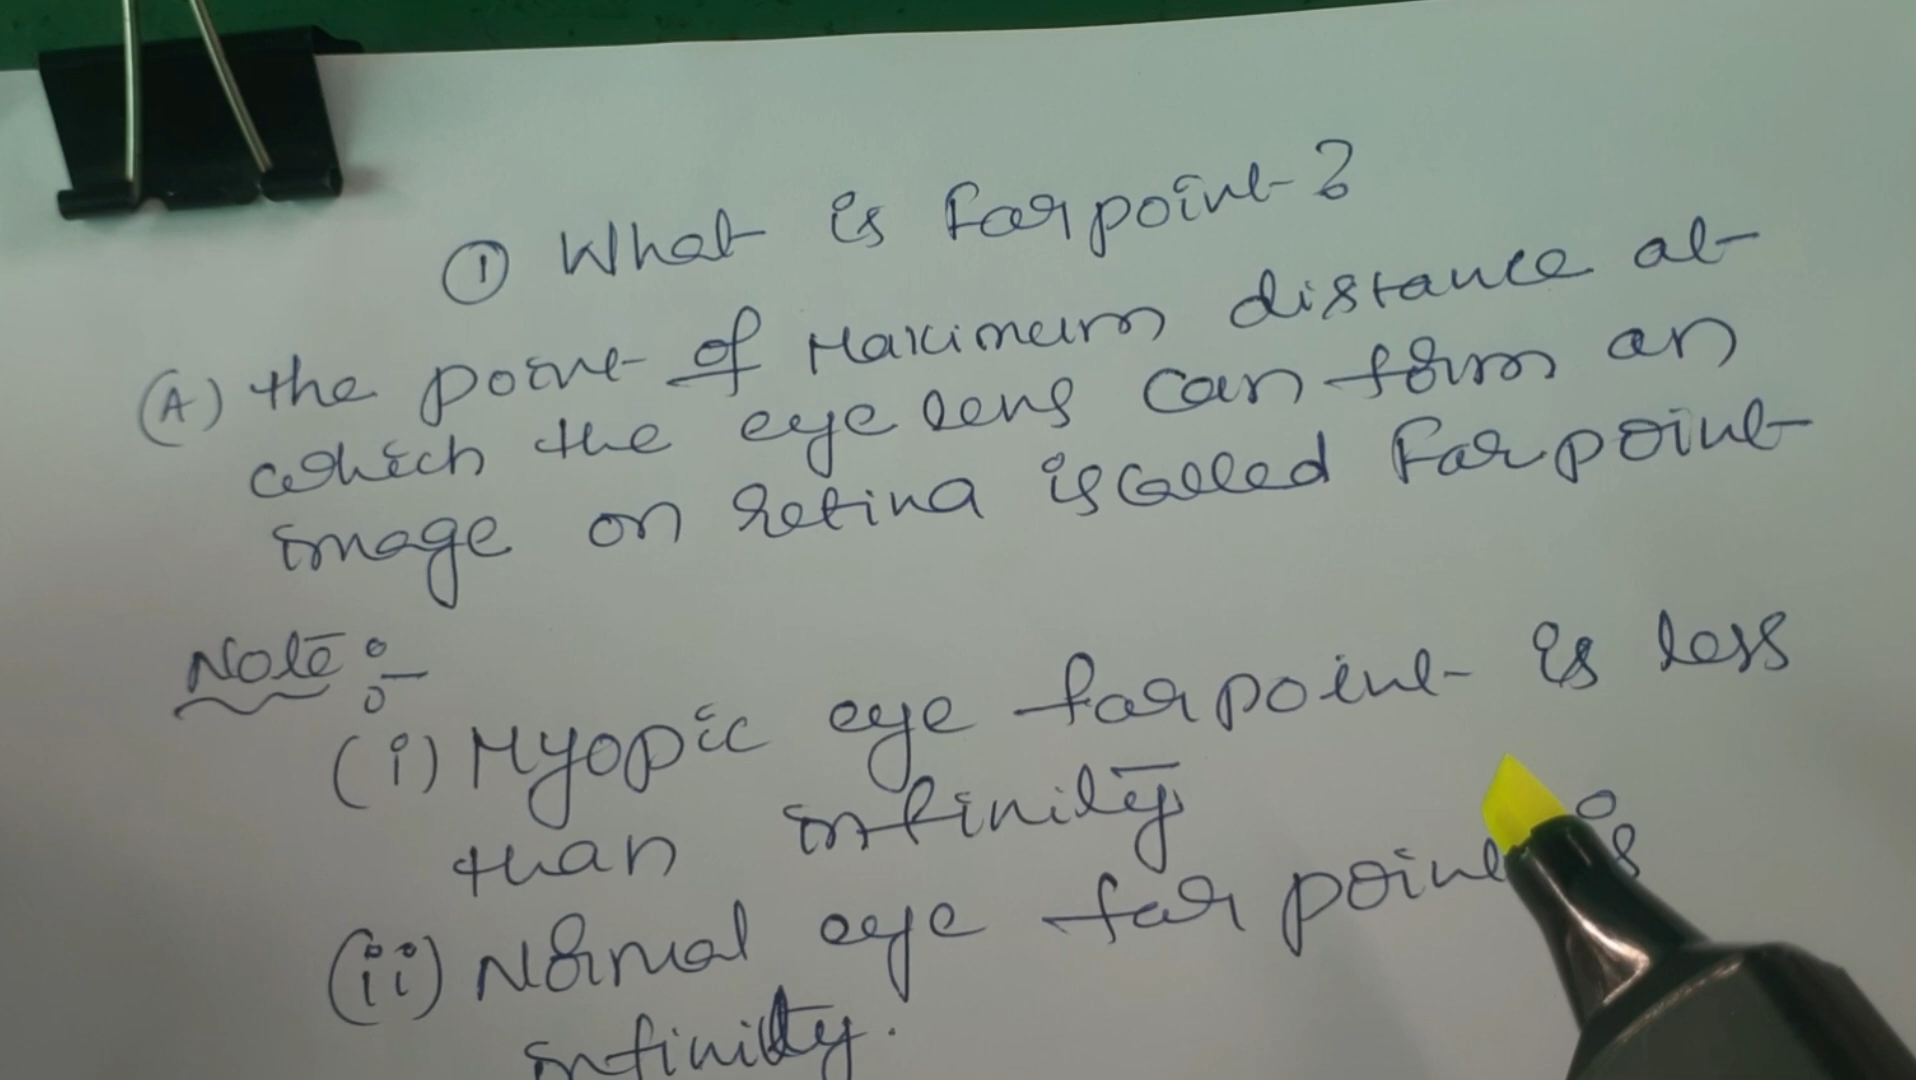 ① What is Far point?
(A) the point of Maximum distance at
which the eye lens can form an
image on retina is called Far point
Note :-
(i) Myopic eye far point is less
than infinity
(ii) Normal eye far point is
infinity.